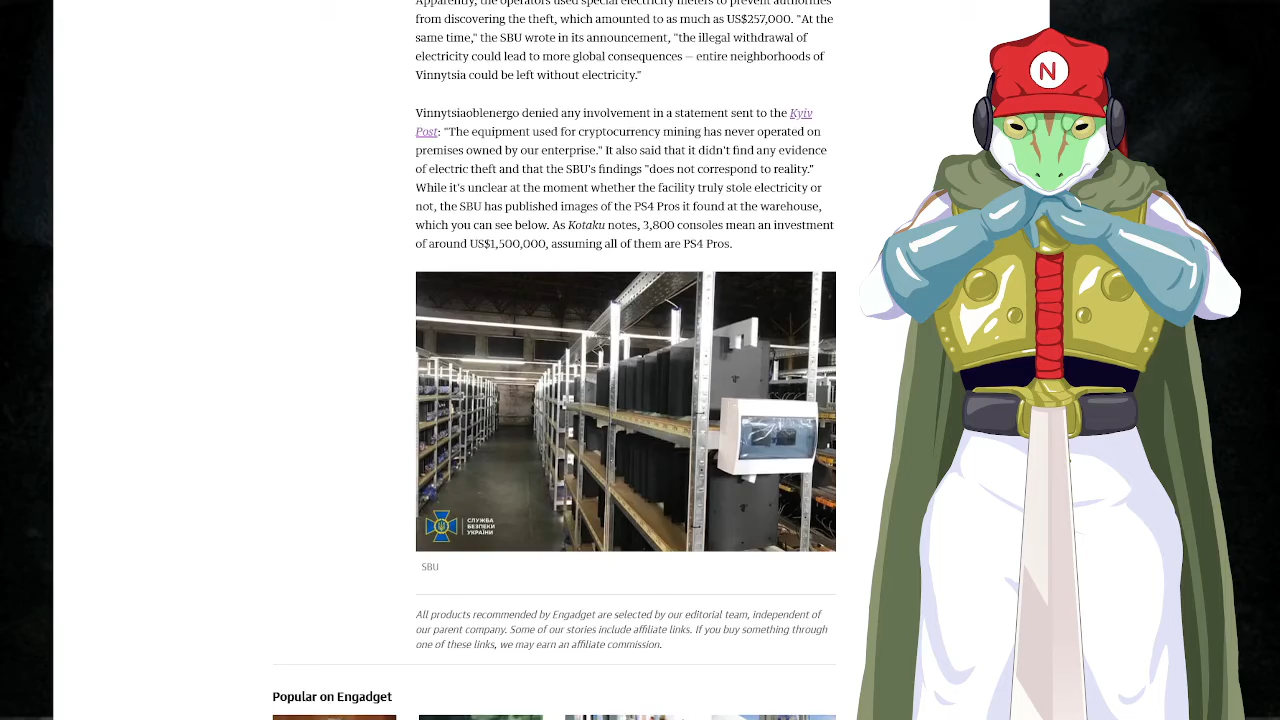 Apparently, the operators used special electricity meters to prevent authorities
from discovering the theft, which amounted to as much as US$257,000. "At the
same time," the SBU wrote in its announcement, "the illegal withdrawal of
electricity could lead to more global consequences — entire neighborhoods of
Vinnytsia could be left without electricity."
Vinnytsiaoblenergo denied any involvement in a statement sent to the Kyiv
Post: "The equipment used for cryptocurrency mining has never operated on
premises owned by our enterprise." It also said that it didn't find any evidence
of electric theft and that the SBU's findings "does not correspond to reality."
While it's unclear at the moment whether the facility truly stole electricity or
not, the SBU has published images of the PS4 Pros it found at the warehouse,
which you can see below. As Kotaku notes, 3,800 consoles mean an investment
of around US$1,500,000, assuming all of them are PS4 Pros.
N
СЛУЖБА
БЕЗПЕКИ
УКРАЇНИ
SBU
All products recommended by Engadget are selected by our editorial team, independent of
our parent company. Some of our stories include affiliate links. If you buy something through
one of these links, we may earn an affiliate commission.
Popular on Engadget